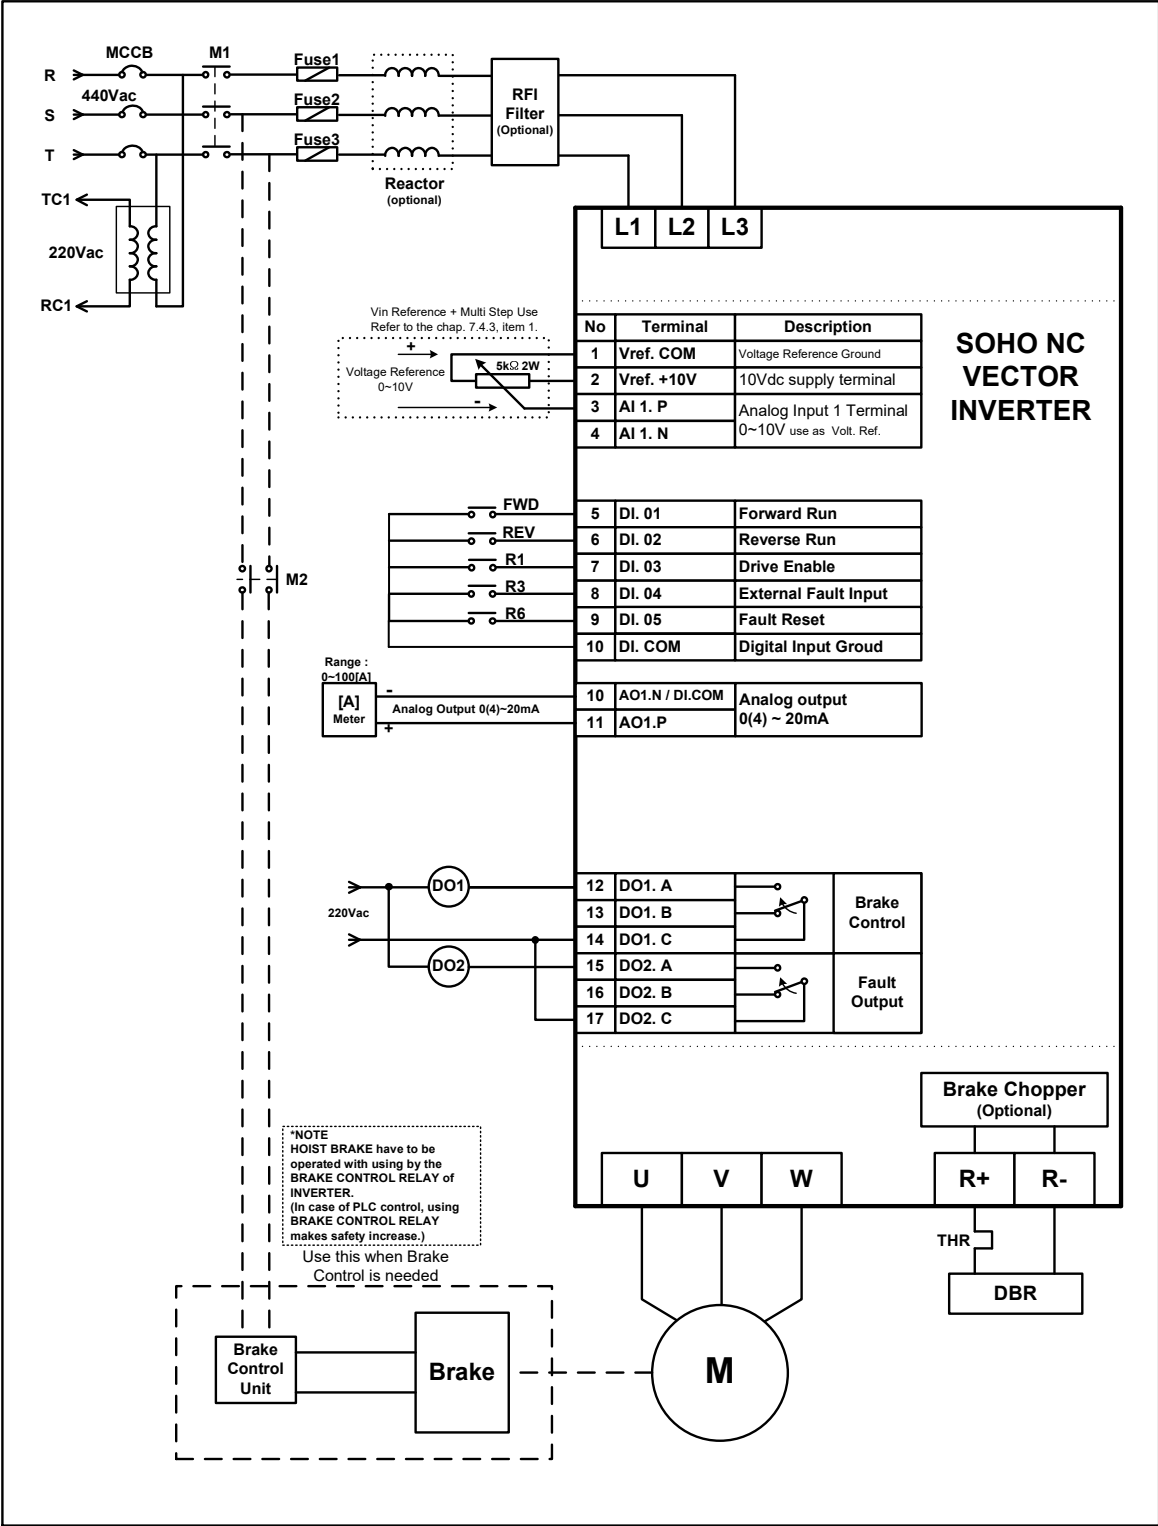 MCCB
M1
Fuse1
R
440Vac
Fuse2
S
RFI
Filter
(Optional)
Fuse3
T
Reactor
(optional)
TC1
220Vac
RC1
L1 L2 L3
Vin Reference + Multi Step Use
Refer to the chap. 7.4.3, item 1.
+
Voltage Reference
0~10V
-
5kΩ 2W
No Terminal Description
1 Vref. COM Voltage Reference Ground
2 Vref. +10V 10Vdc supply terminal
3 AI 1. P Analog Input 1 Terminal
4 AI 1. N 0~10V use as Volt. Ref.
SOHO NC
VECTOR
INVERTER
FWD 5 DI. 01 Forward Run
REV 6 DI. 02 Reverse Run
R1 7 DI. 03 Drive Enable
R3 8 DI. 04 External Fault Input
R6 9 DI. 05 Fault Reset
10 DI. COM Digital Input Groud
M2
Range :
0~100[A]
[A]
Meter
-
Analog Output 0(4)~20mA
+
10 AO1.N / DI.COM Analog output
11 AO1.P 0(4) ~ 20mA
220Vac
DO1
DO2
12 DO1. A
13 DO1. B
14 DO1. C
Brake
Control
15 DO2. A
16 DO2. B
17 DO2. C
Fault
Output
Brake Chopper
(Optional)
U V W R+ R-
*NOTE
HOIST BRAKE have to be
operated with using by the
BRAKE CONTROL RELAY of
INVERTER.
(In case of PLC control, using
BRAKE CONTROL RELAY
makes safety increase.)
Use this when Brake
Control is needed
THR
DBR
Brake
Control
Unit
Brake
M